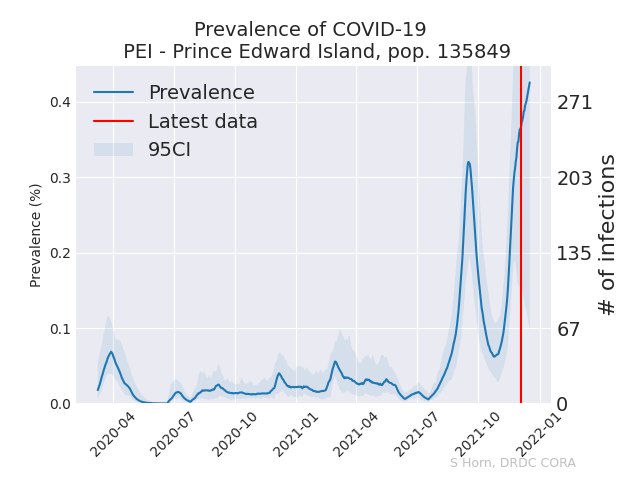 Prevalence of COVID-19
PEI - Prince Edward Island, pop. 135849
Prevalence
Latest data
95CI
Prevalence (%)
0.4
0.3
0.2
0.1
0.0
271
203
135
67
0
# of infections
2020-04
2020-07
2020-10
2021-01
2021-04
2021-07
2021-10
2022-01
S Horn, DRDC CORA